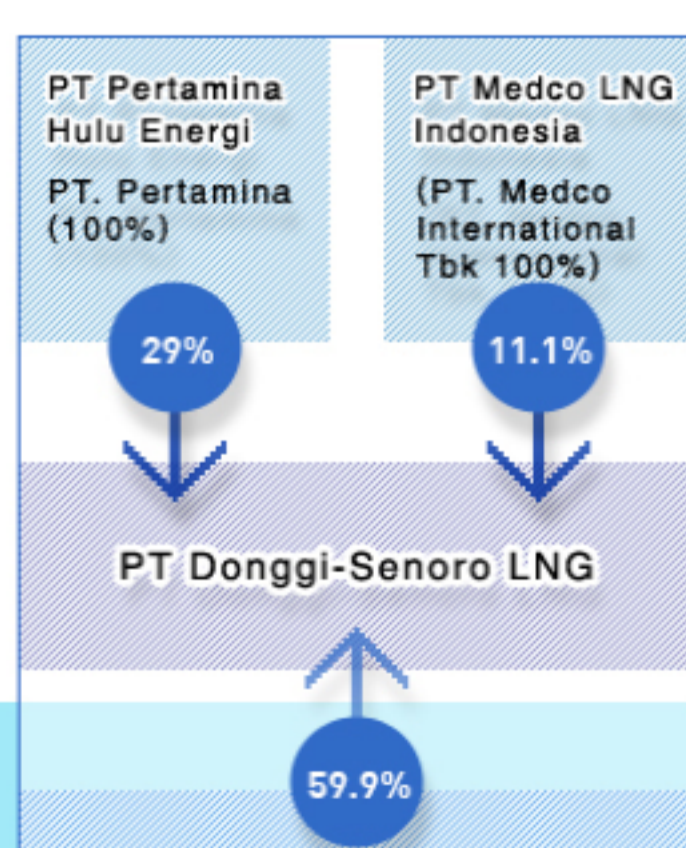 PT Pertamina
Hulu Energi
PT. Pertamina
(100%)
29%
PT Medco LNG
Indonesia
(PT. Medco
International
Tbk 100%)
11.1%
PT Donggi-Senoro LNG
59.9%